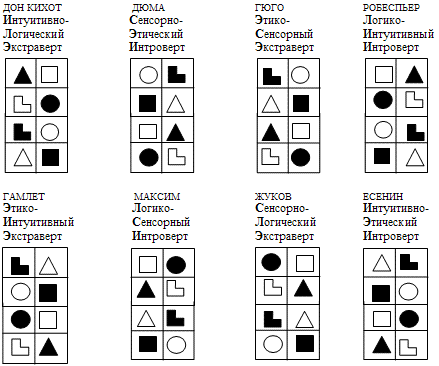 ДОН КИХОТ
Интуитивно-
Логический
Экстраверт
ДЮМА
Сенсорно-
Этический
Интроверт
ГЮГО
Этико-
Сенсорный
Экстраверт
РОБЕСПЬЕР
Логико-
Интуитивный
Интроверт
ГАМЛЕТ
Этико-
Интуитивный
Экстраверт
МАКСИМ
Логико-
Сенсорный
Интроверт
ЖУКОВ
Сенсорно-
Логический
Экстраверт
ЕСЕНИН
Интуитивно-
Этический
Интроверт